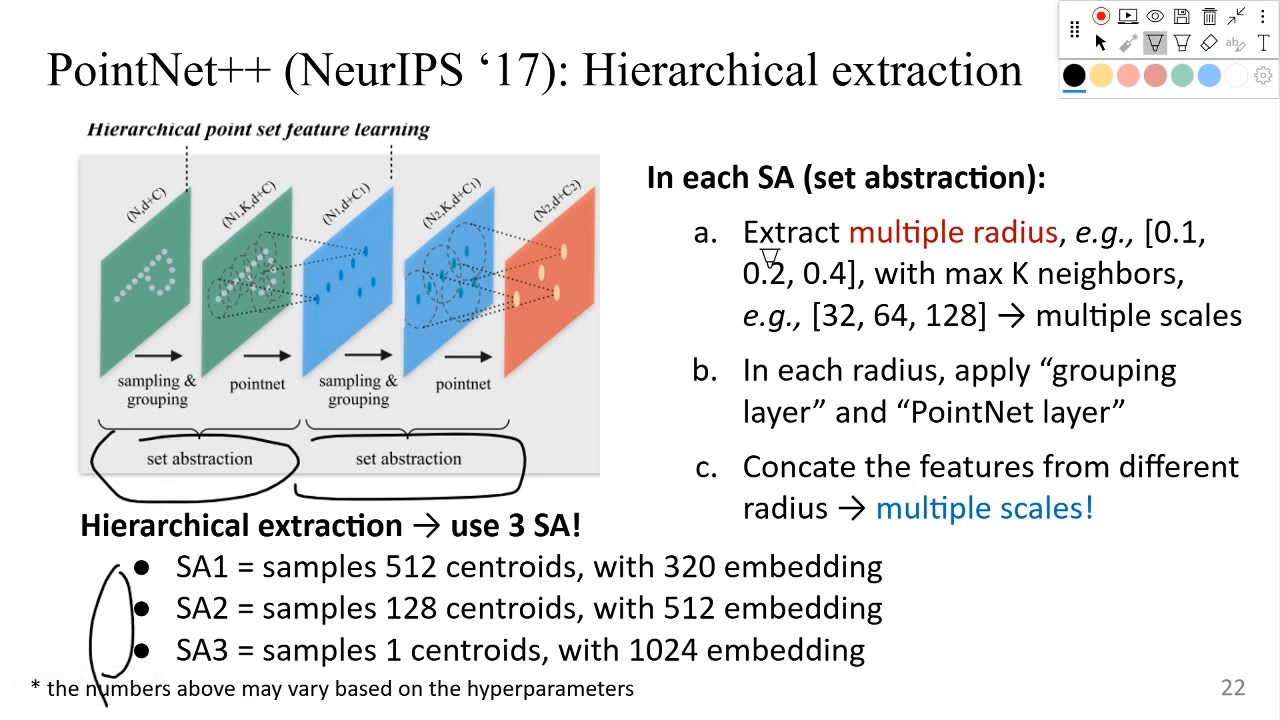 PointNet++ (NeurIPS ‘17): Hierarchical extraction
Hierarchical point set feature learning
(N,d+C)
(N1,K,d+C)
(N1,d+C1)
(N2,K,d+C1)
(N2,d+C2)
sampling &
grouping
pointnet
sampling &
grouping
pointnet
set abstraction
set abstraction
In each SA (set abstraction):
a. Extract multiple radius, e.g., [0.1,
0.2, 0.4], with max K neighbors,
e.g., [32, 64, 128] → multiple scales
b. In each radius, apply “grouping
layer” and “PointNet layer”
c. Concate the features from different
radius → multiple scales!
Hierarchical extraction → use 3 SA!
● SA1 = samples 512 centroids, with 320 embedding
● SA2 = samples 128 centroids, with 512 embedding
● SA3 = samples 1 centroids, with 1024 embedding
* the numbers above may vary based on the hyperparameters
22
ab
T